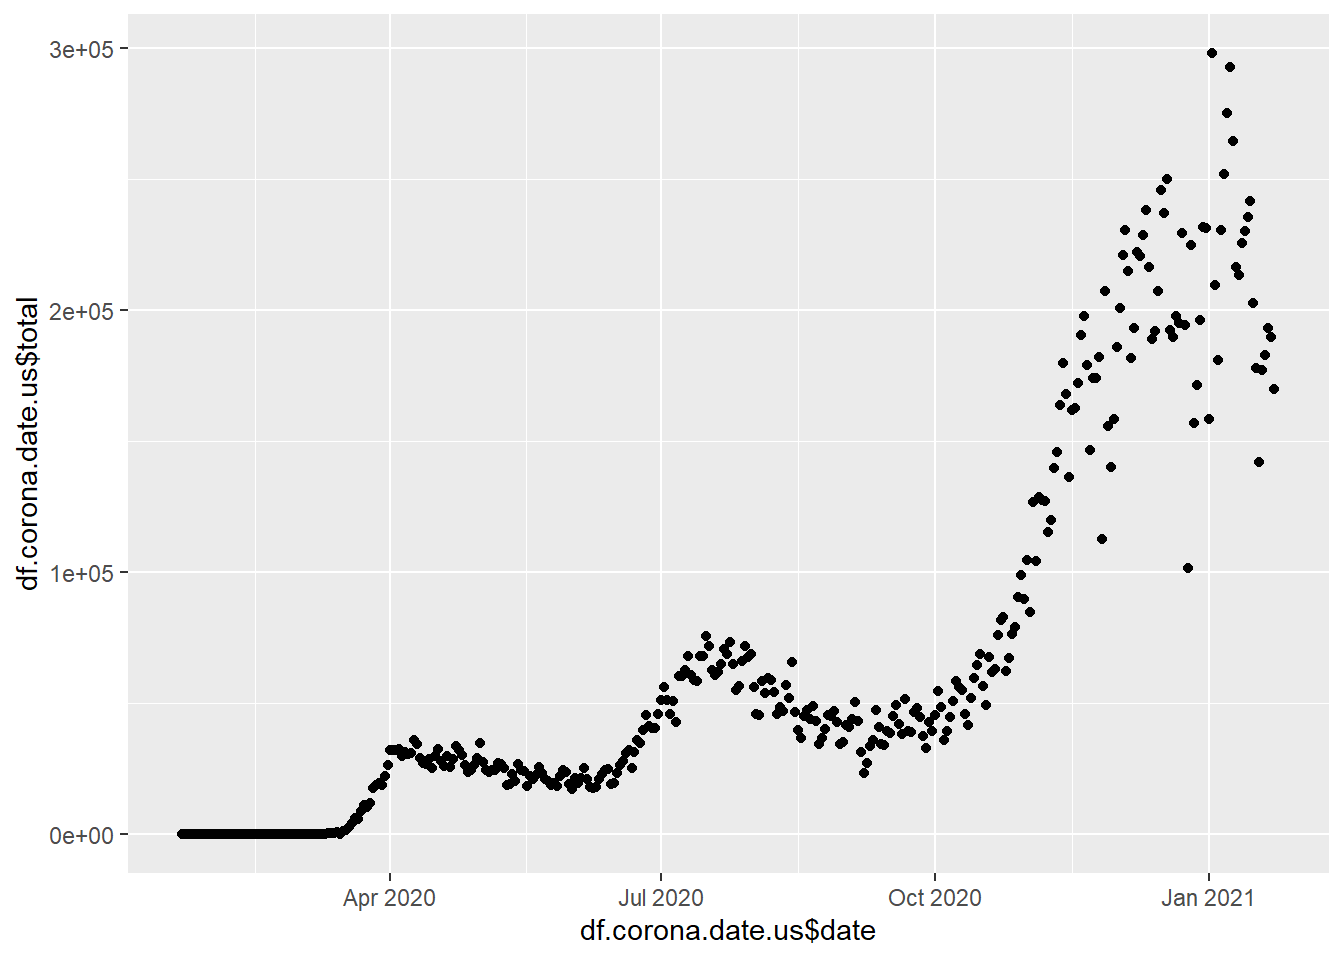 3e+05
2e+05
1e+05
0e+00
df.corona.date.us$total
Apr 2020
Jul 2020
Oct 2020
Jan 2021
df.corona.date.us$date